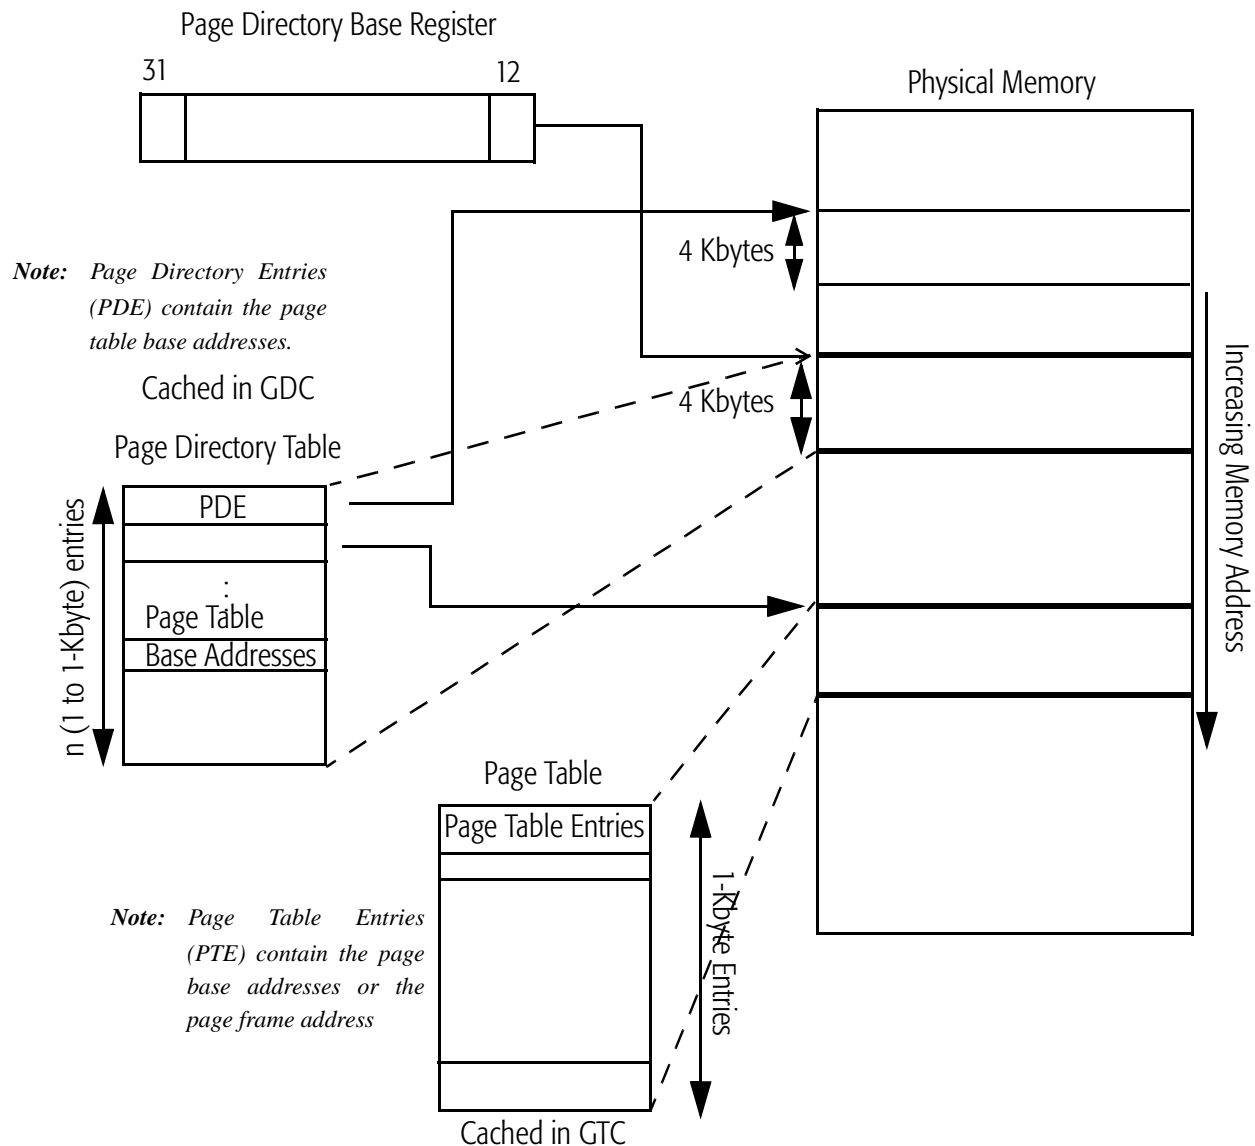 Page Directory Base Register
31
12
Physical Memory
4 Kbytes
Note: Page Directory Entries
(PDE) contain the page
table base addresses.
Cached in GDC
4 Kbytes
Page Directory Table
PDE
:
.
Page Table
Base Addresses
n (1 to 1-Kbyte) entries
Increasing Memory Address
Page Table
Page Table Entries
1-Kbyte Entries
Note: Page Table Entries
(PTE) contain the page
base addresses or the
page frame address
Cached in GTC